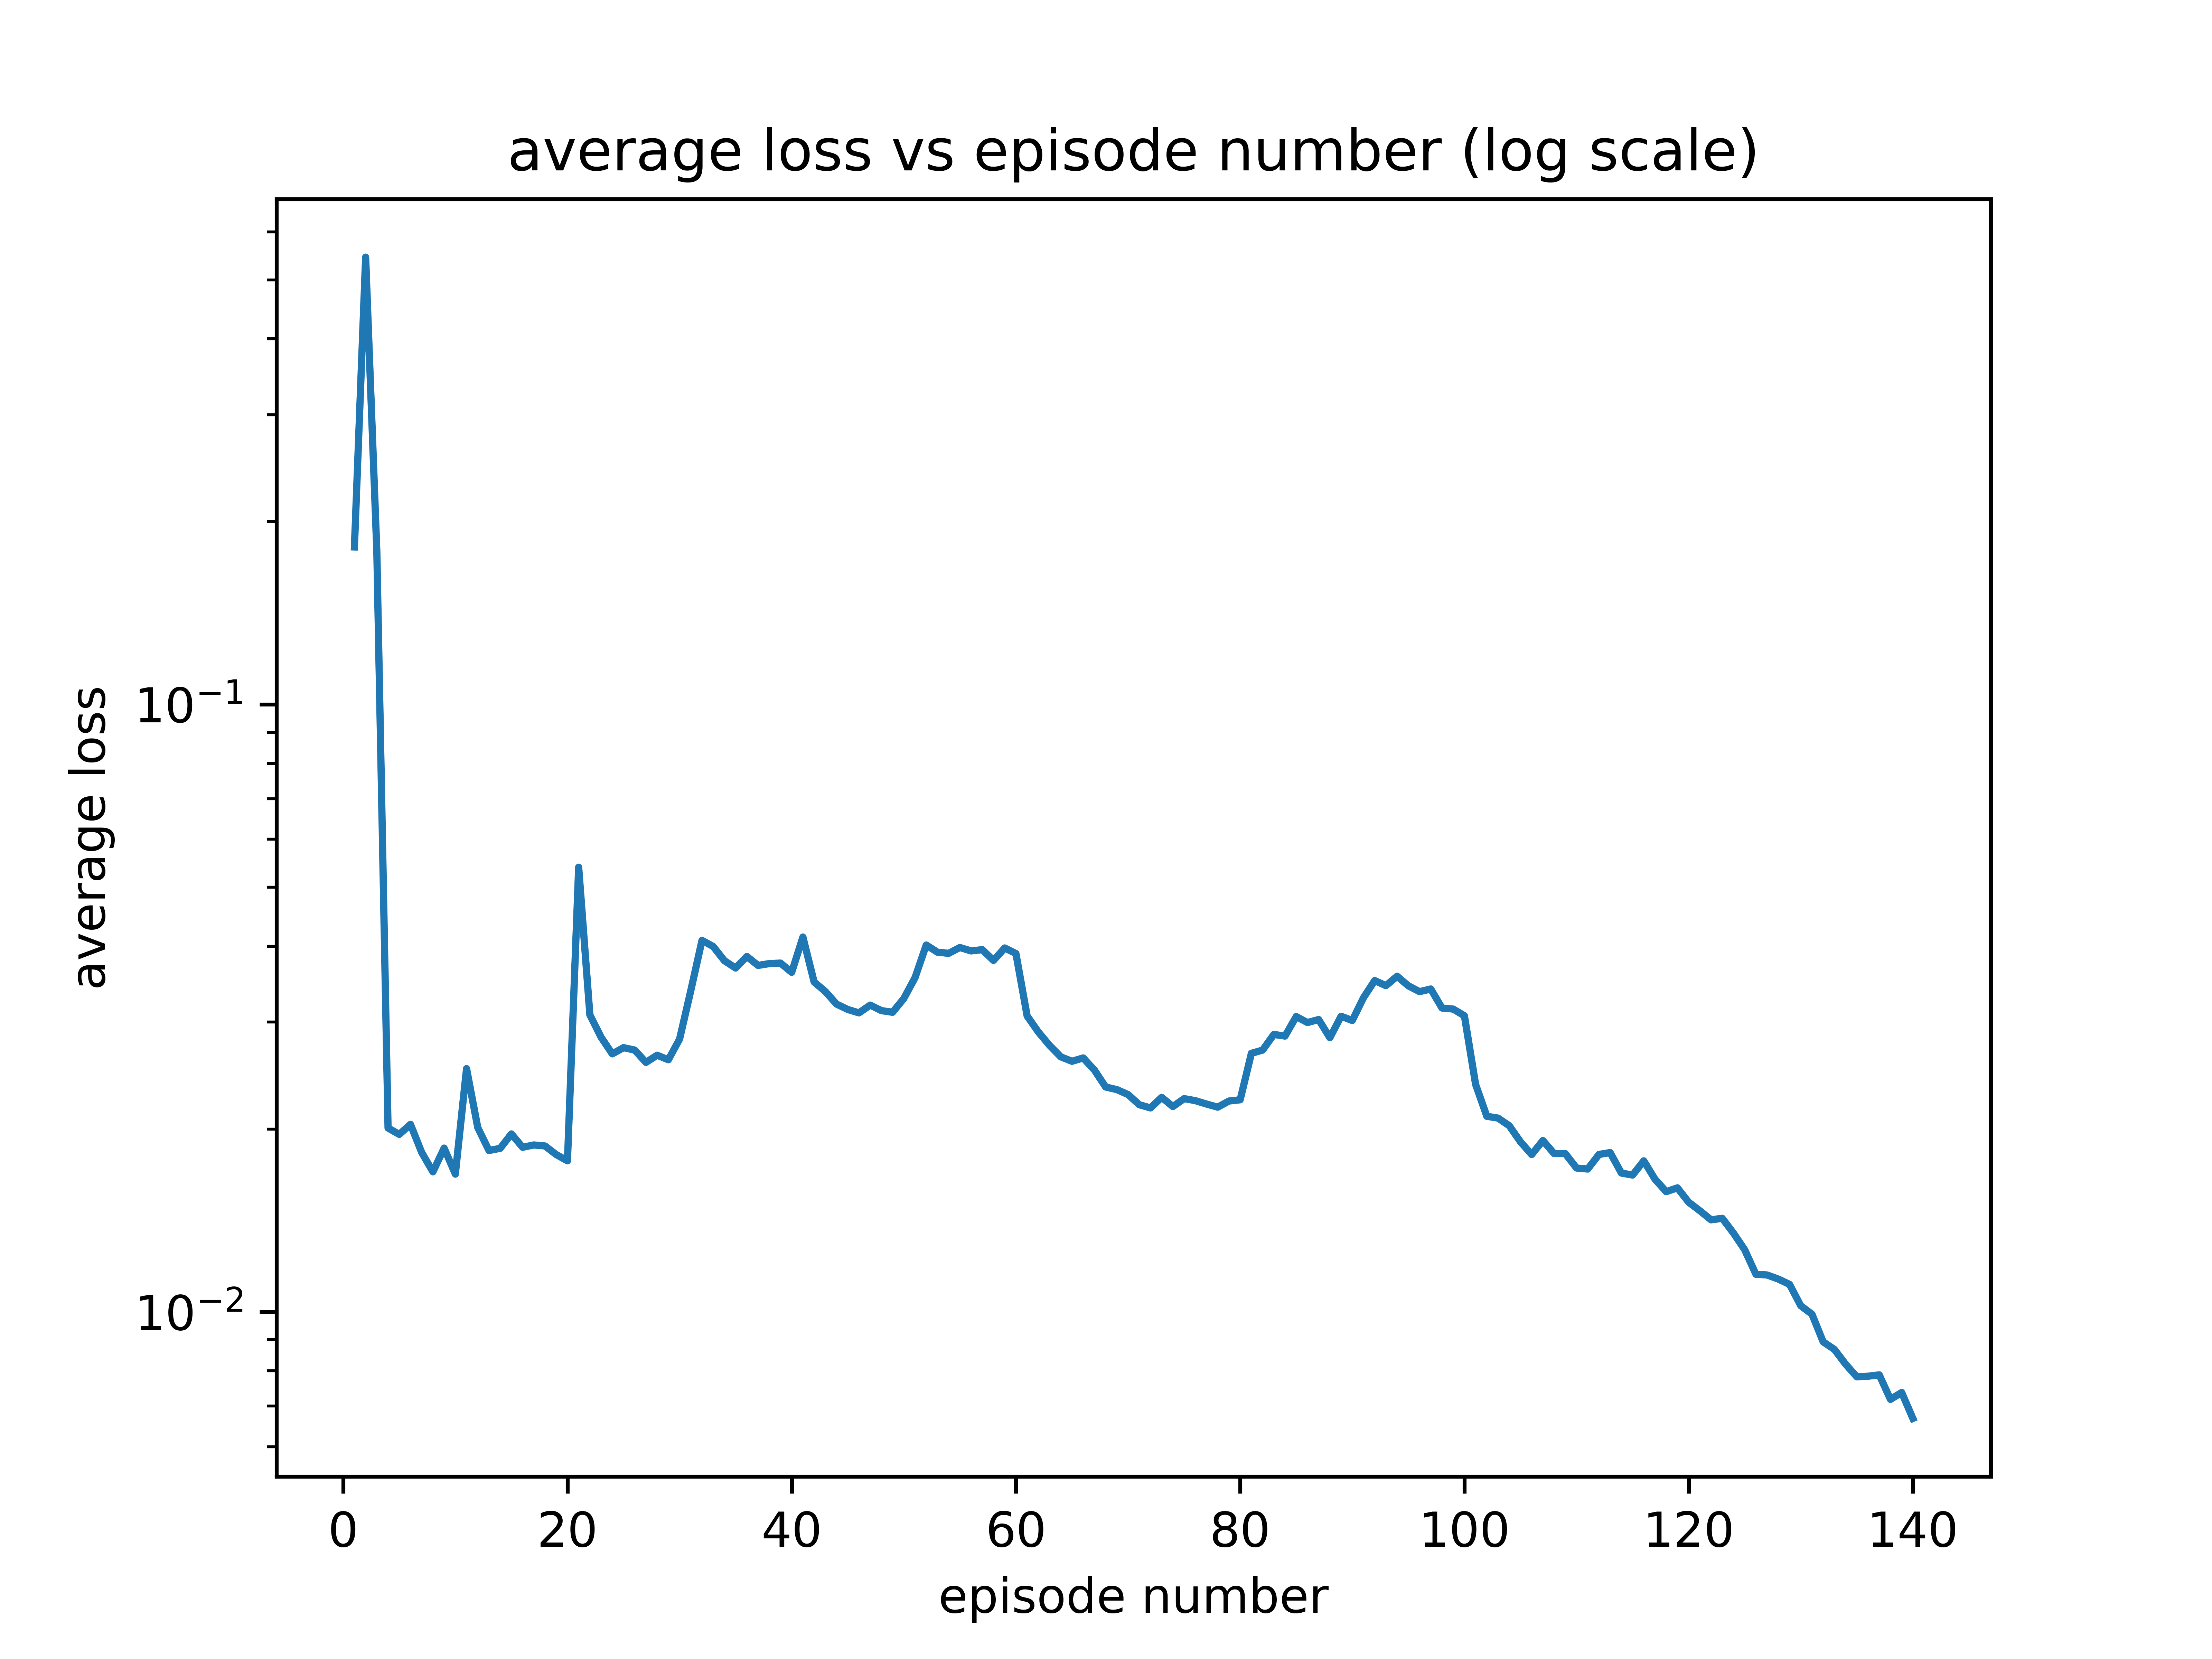 average loss vs episode number (log scale)
average loss
10⁻¹
10⁻²
0 20 40 60 80 100 120 140
episode number